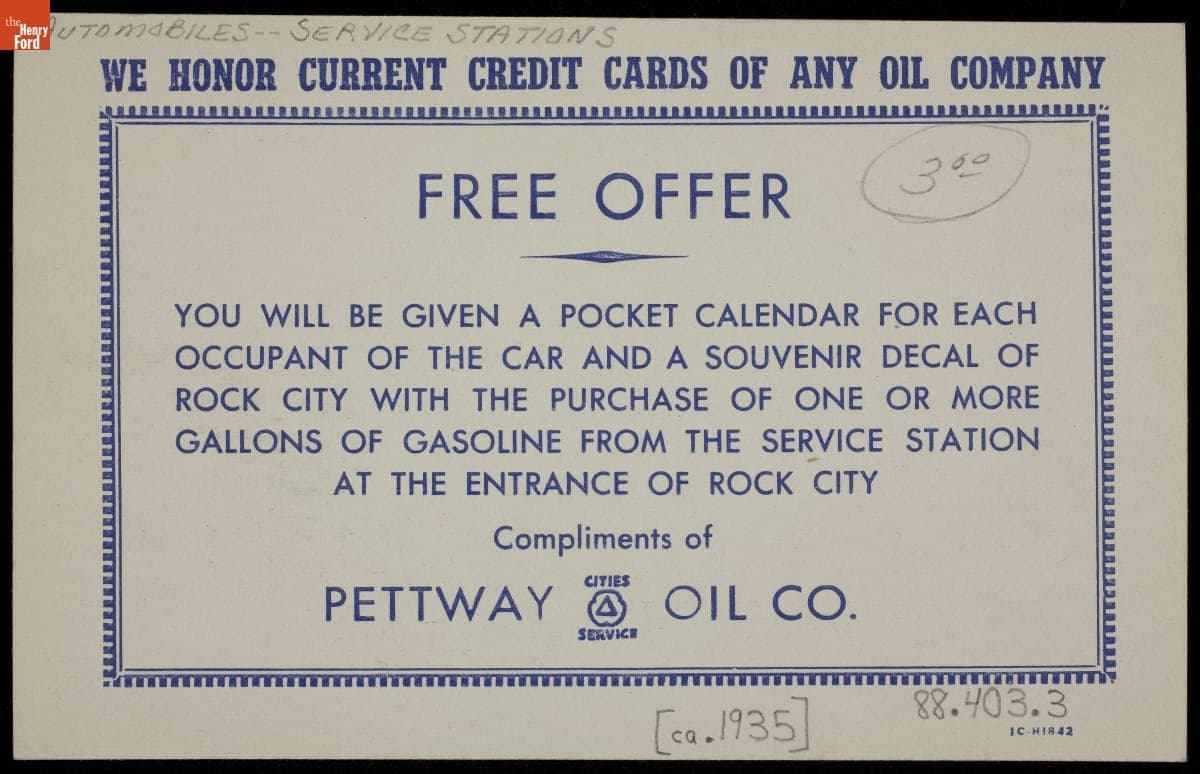 the Henry Ford
AUTOMOBILES -- SERVICE STATIONS
WE HONOR CURRENT CREDIT CARDS OF ANY OIL COMPANY
FREE OFFER
3.00
YOU WILL BE GIVEN A POCKET CALENDAR FOR EACH
OCCUPANT OF THE CAR AND A SOUVENIR DECAL OF
ROCK CITY WITH THE PURCHASE OF ONE OR MORE
GALLONS OF GASOLINE FROM THE SERVICE STATION
AT THE ENTRANCE OF ROCK CITY
Compliments of
PETTWAY CITIES SERVICE OIL CO.
[ca. 1935]
88.403.3
1C-H1842